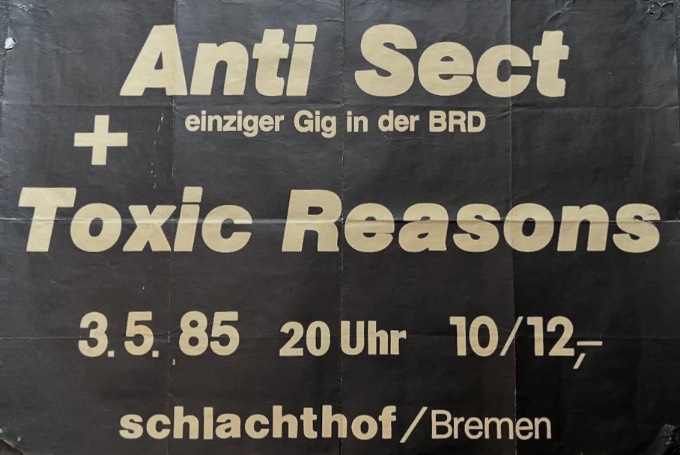 Anti Sect
einziger Gig in der BRD
+
Toxic Reasons
3. 5. 85 20 Uhr 10/12,-
schlachthof/Bremen